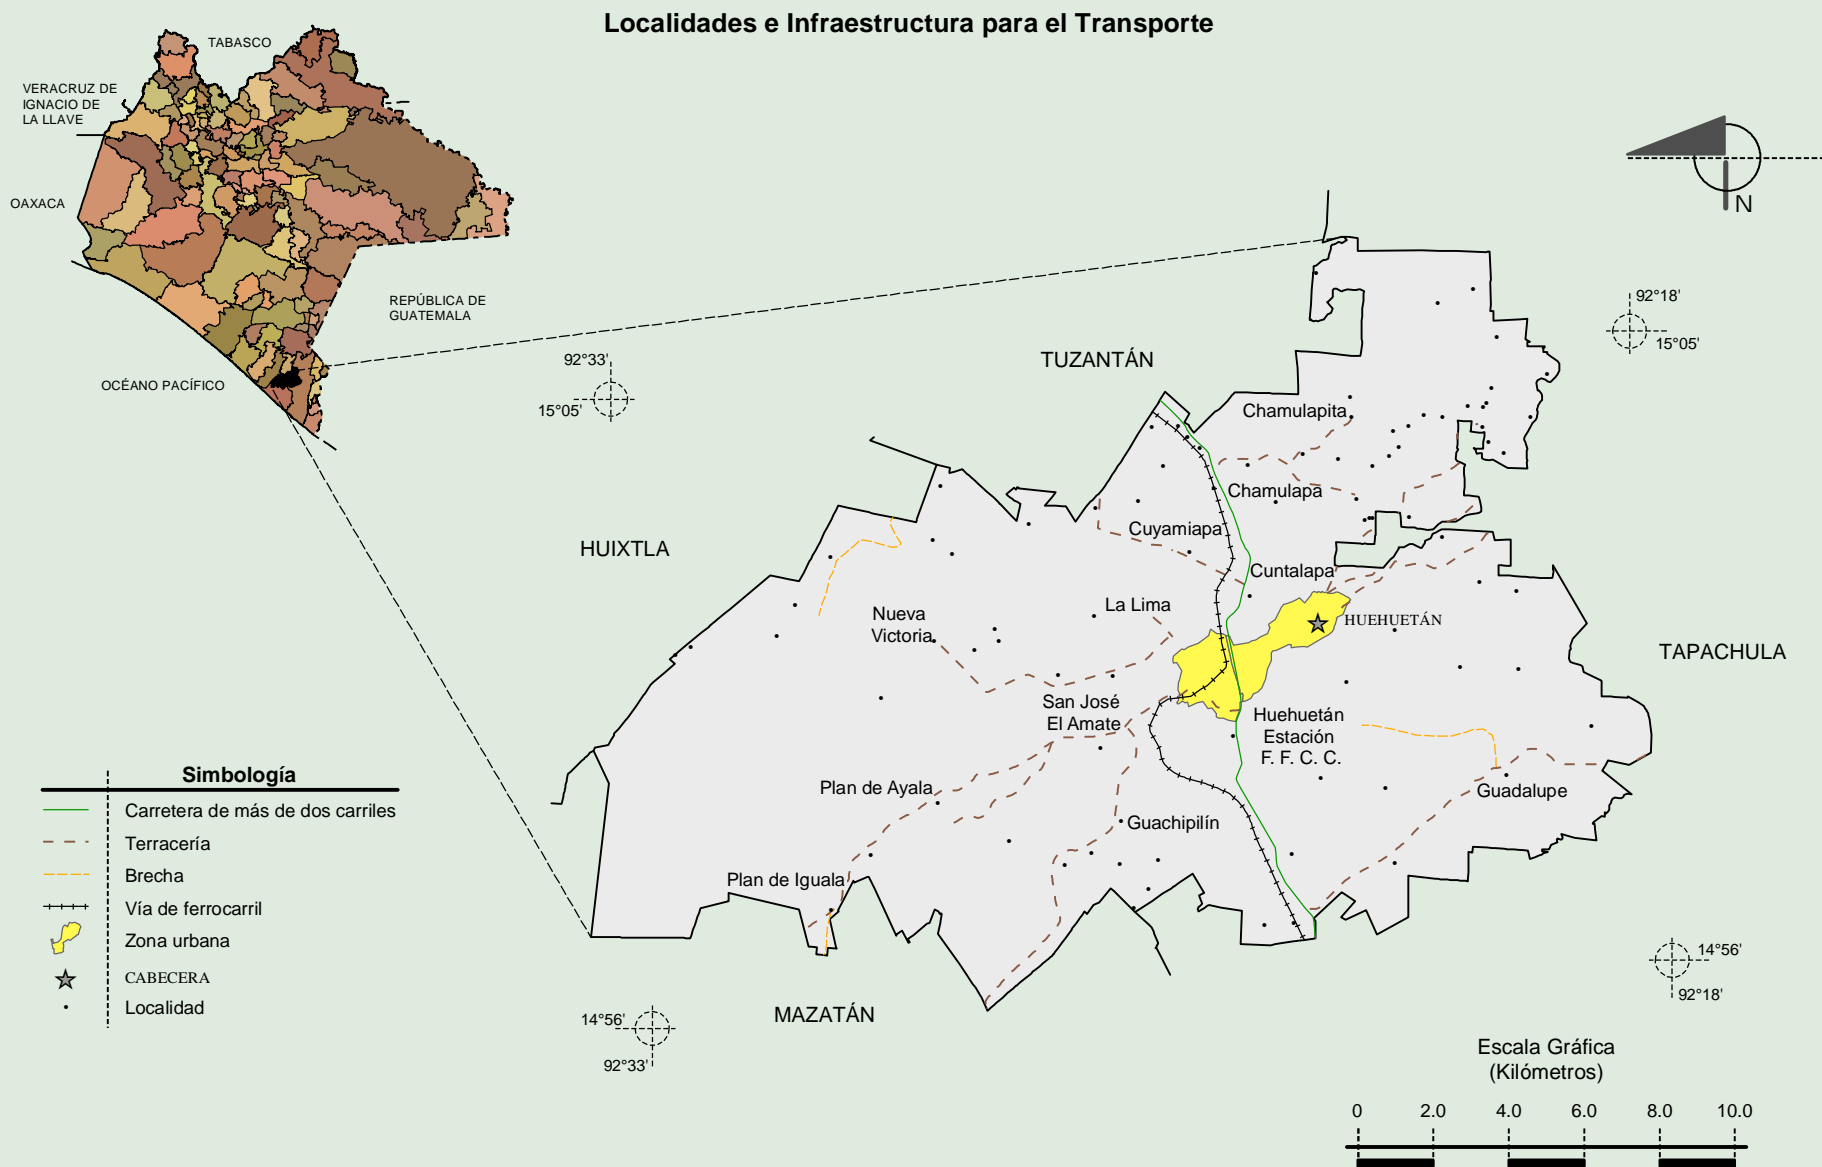 Localidades e Infraestructura para el Transporte
TABASCO
VERACRUZ DE
IGNACIO DE
LA LLAVE
OAXACA
REPÚBLICA DE
GUATEMALA
OCÉANO PACÍFICO
N
92°18'
15°05'
92°33'
15°05'
TUZANTÁN
Chamulapita
Chamulapa
Cuyamiapa
HUIXTLA
Cuntalapa
La Lima
Nueva
Victoria
HUEHUETÁN
TAPACHULA
San José
El Amate
Huehuetán
Estación
F. F. C. C.
Plan de Ayala
Guadalupe
Guachipilín
Plan de Iguala
MAZATÁN
14°56'
92°18'
14°56'
92°33'
Simbología
Carretera de más de dos carriles
Terracería
Brecha
Vía de ferrocarril
Zona urbana
CABECERA
Localidad
Escala Gráfica
(Kilómetros)
0 2.0 4.0 6.0 8.0 10.0